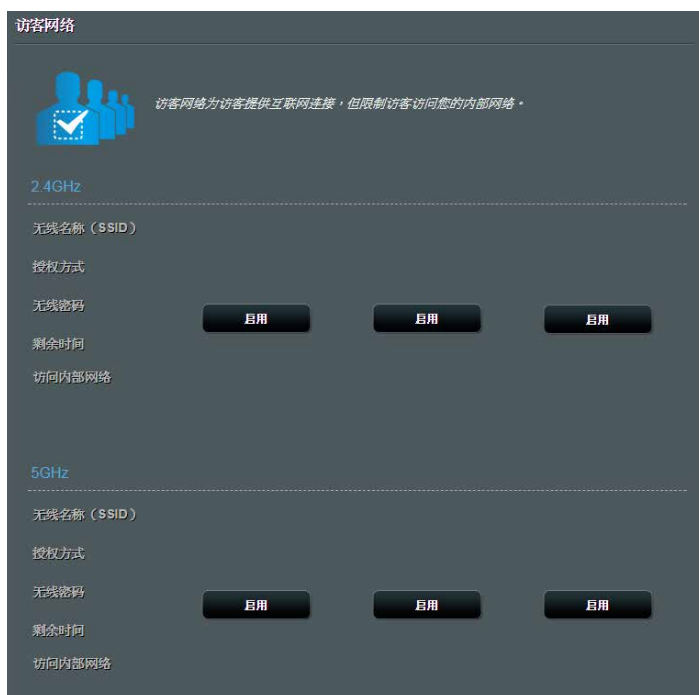 访客网络
访客网络为访客提供互联网连接，但限制访客访问您的内部网络。
2.4GHz
无线名称（SSID）
授权方式
无线密码
启用 启用 启用
剩余时间
访问内部网络
5GHz
无线名称（SSID）
授权方式
无线密码
启用 启用 启用
剩余时间
访问内部网络